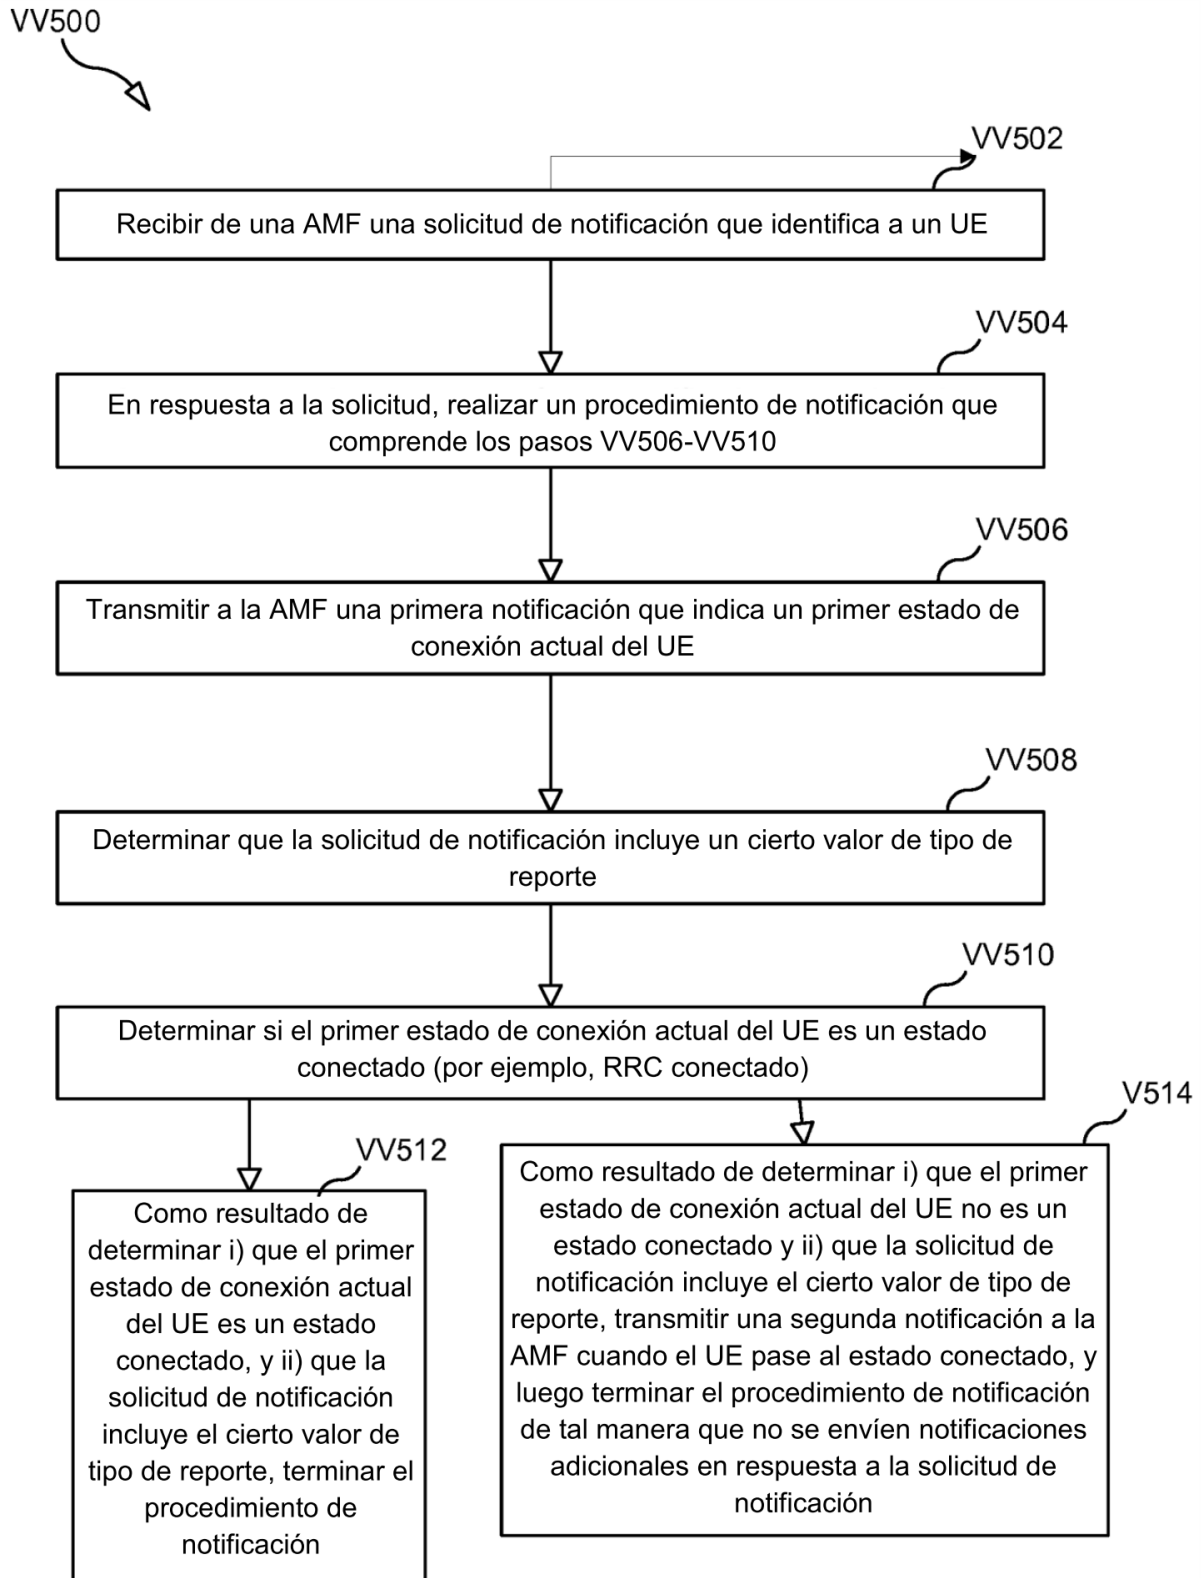 VV500
VV502
Recibir de una AMF una solicitud de notificación que identifica a un UE
VV504
En respuesta a la solicitud, realizar un procedimiento de notificación que
comprende los pasos VV506-VV510
VV506
Transmitir a la AMF una primera notificación que indica un primer estado de
conexión actual del UE
VV508
Determinar que la solicitud de notificación incluye un cierto valor de tipo de
reporte
VV510
Determinar si el primer estado de conexión actual del UE es un estado
conectado (por ejemplo, RRC conectado)
VV512
Como resultado de
determinar i) que el primer
estado de conexión actual
del UE es un estado
conectado, y ii) que la
solicitud de notificación
incluye el cierto valor de
tipo de reporte, terminar el
procedimiento de
notificación
V514
Como resultado de determinar i) que el primer
estado de conexión actual del UE no es un
estado conectado y ii) que la solicitud de
notificación incluye el cierto valor de tipo de
reporte, transmitir una segunda notificación a la
AMF cuando el UE pase al estado conectado, y
luego terminar el procedimiento de notificación
de tal manera que no se envíen notificaciones
adicionales en respuesta a la solicitud de
notificación